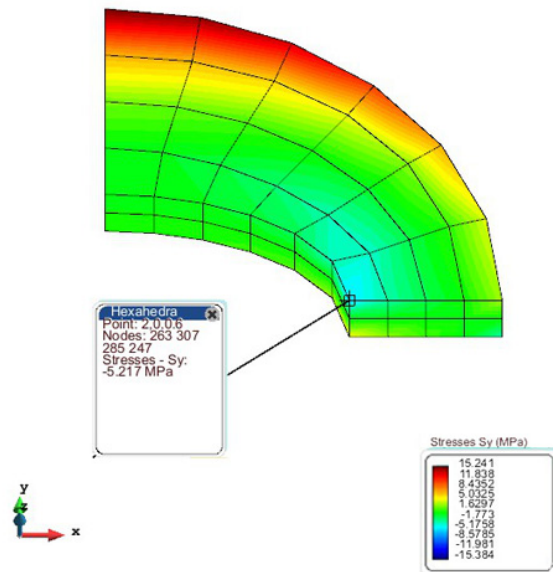 Hexahedra
Point: 2,0,0.6
Nodes: 263 307
285 247
Stresses - Sy:
-5.217 MPa
Stresses Sy (MPa)
15.241
11.838
8.4352
5.0325
1.6297
-1.773
-5.1758
-8.5785
-11.981
-15.384
y
z
x